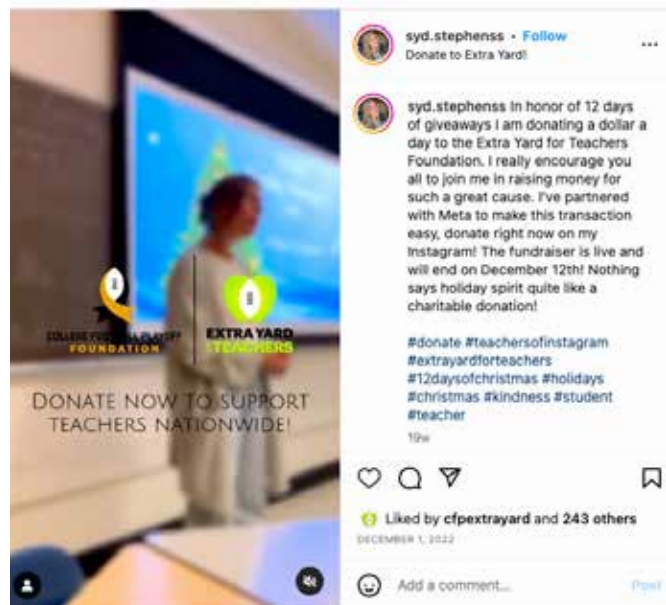 syd.stephenss • Follow
Donate to Extra Yard!
syd.stephenss In honor of 12 days
of giveaways I am donating a dollar a
day to the Extra Yard for Teachers
Foundation. I really encourage you
all to join me in raising money for
such a great cause. I've partnered
with Meta to make this transaction
easy, donate right now on my
Instagram! The fundraiser is live and
will end on December 12th! Nothing
says holiday spirit quite like a
charitable donation!
#donate #teachersofinstagram
#extrayardforteachers
#12daysofchristmas #holidays
#christmas #kindness #student
#teacher
19w
Liked by cfpextrayard and 243 others
DECEMBER 1, 2022
Add a comment...
Post
COLLEGE FOOTBALL PLAYOFF
FOUNDATION
EXTRA YARD
TEACHERS
DONATE NOW TO SUPPORT
TEACHERS NATIONWIDE!